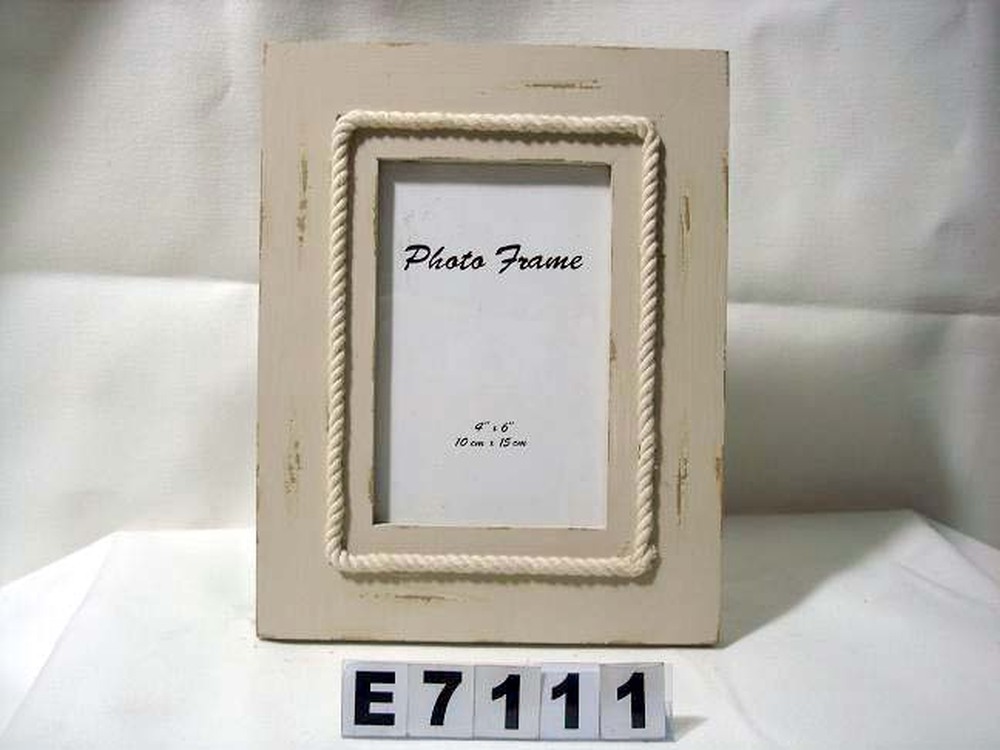 Photo Frame
4" x 6"
10 cm x 15 cm
E7111